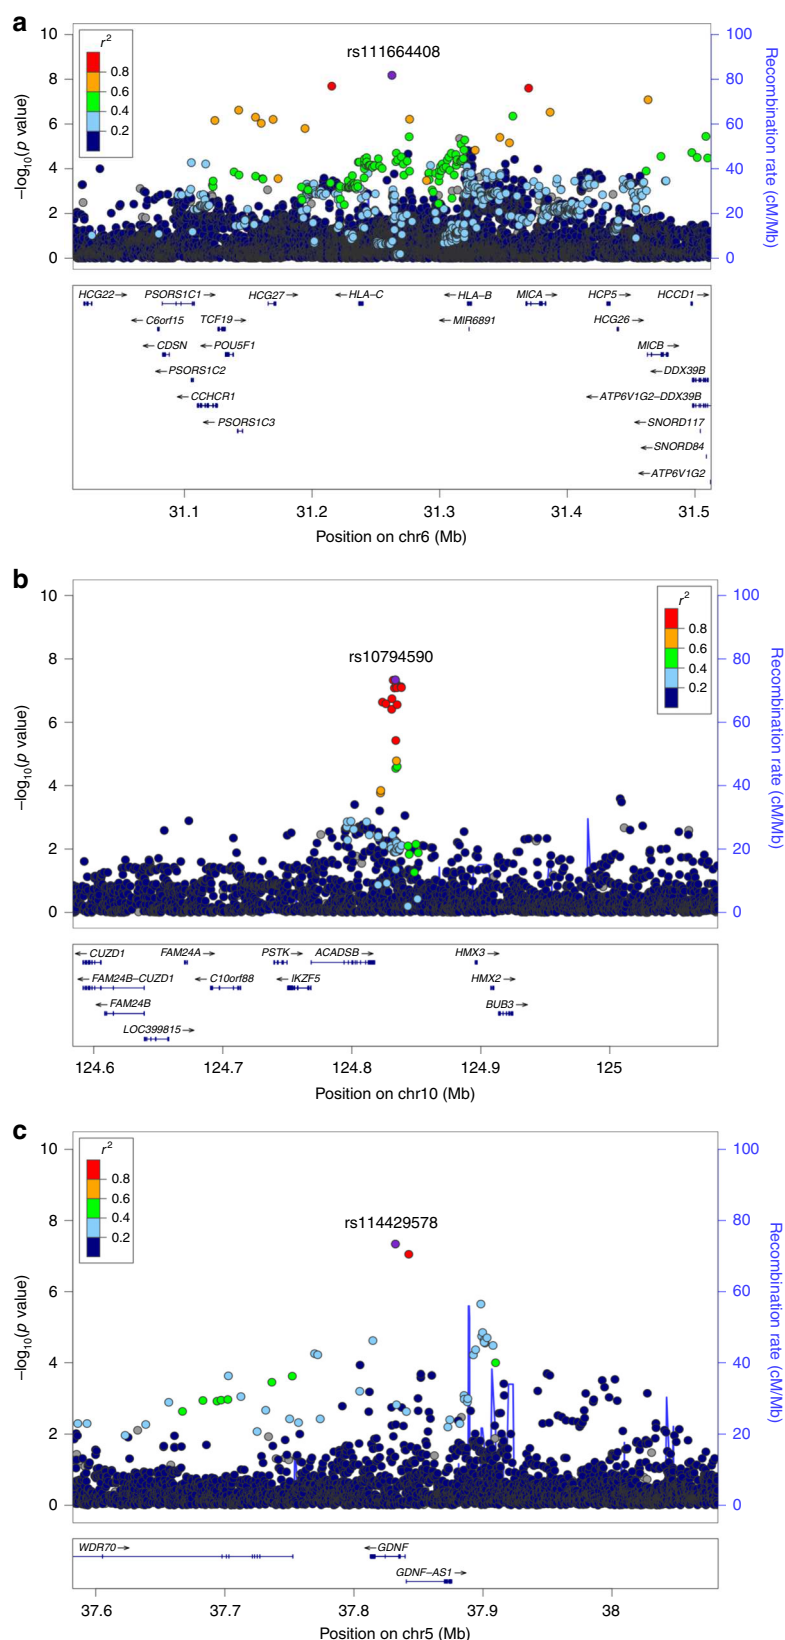 a
10
8
6
4
2
0
–log10(p value)
r2
0.8
0.6
0.4
0.2
rs111664408
100
80
60
40
20
0
Recombination rate (cM/Mb)
HCG22→ PSORS1C1→ HCG27→ ←HLA–C ←HLA–B MICA→ HCP5→ HCCD1→
←C6orf15 TCF19→ ←MIR6891 HCG26→
←CDSN ←POU5F1 MICB→
←PSORS1C2 ←DDX39B
←CCHCR1 ←ATP6V1G2–DDX39B
←PSORS1C3 ←SNORD117
←SNORD84
←ATP6V1G2
31.1 31.2 31.3 31.4 31.5
Position on chr6 (Mb)
b
10
8
6
4
2
0
–log10(p value)
rs10794590
r2
0.8
0.6
0.4
0.2
100
80
60
40
20
0
Recombination rate (cM/Mb)
←CUZD1 FAM24A→ PSTK→ ACADSB→ HMX3→
←FAM24B–CUZD1 ←C10orf88 ←IKZF5 HMX2→
←FAM24B BUB3→
LOC399815→
124.6 124.7 124.8 124.9 125
Position on chr10 (Mb)
c
10
8
6
4
2
0
–log10(p value)
r2
0.8
0.6
0.4
0.2
rs114429578
100
80
60
40
20
0
Recombination rate (cM/Mb)
WDR70→ ←GDNF
GDNF–AS1→
37.6 37.7 37.8 37.9 38
Position on chr5 (Mb)